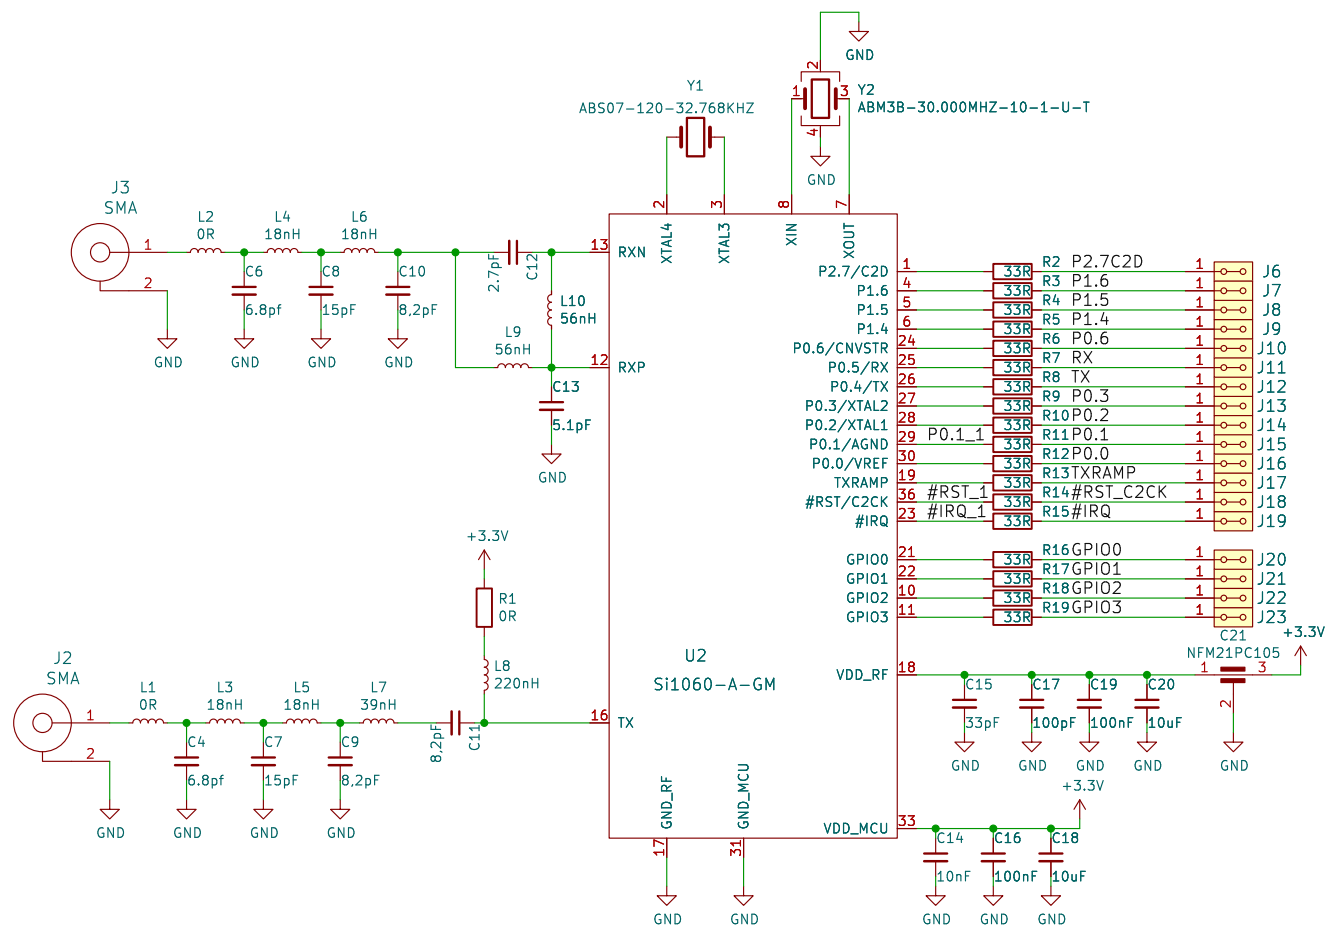 GND
Y1
ABS07-120-32.768KHZ
2
1
3
4
Y2
ABM3B-30.000MHZ-10-1-U-T
GND
2
3
8
7
XTAL4
XTAL3
XIN
XOUT
J3
SMA
1
2
GND
L2
0R
L4
18nH
L6
18nH
C6
6.8pf
GND
C8
15pF
GND
C10
8,2pF
GND
2.7pF
C12
L10
56nH
L9
56nH
C13
5.1pF
GND
13
RXN
12
RXP
P2.7/C2D 1 33R R2 P2.7C2D 1 J6
P1.6 4 33R R3 P1.6 1 J7
P1.5 5 33R R4 P1.5 1 J8
P1.4 6 33R R5 P1.4 1 J9
P0.6/CNVSTR 24 33R R6 P0.6 1 J10
P0.5/RX 25 33R R7 RX 1 J11
P0.4/TX 26 33R R8 TX 1 J12
P0.3/XTAL2 27 33R R9 P0.3 1 J13
P0.2/XTAL1 28 33R R10 P0.2 1 J14
P0.1/AGND 29 P0.1_1 33R R11 P0.1 1 J15
P0.0/VREF 30 33R R12 P0.0 1 J16
TXRAMP 19 33R R13 TXRAMP 1 J17
#RST/C2CK 36 #RST_1 33R R14 #RST_C2CK 1 J18
#IRQ 23 #IRQ_1 33R R15 #IRQ 1 J19
GPIO0 21 33R R16 GPIO0 1 J20
GPIO1 22 33R R17 GPIO1 1 J21
GPIO2 10 33R R18 GPIO2 1 J22
GPIO3 11 33R R19 GPIO3 1 J23
+3.3V
R1
0R
L8
220nH
J2
SMA
1
2
GND
L1
0R
L3
18nH
L5
18nH
L7
39nH
C4
6.8pf
GND
C7
15pF
GND
C9
8,2pF
GND
8,2pF
C11
16
TX
U2
Si1060-A-GM
VDD_RF 18
C15
33pF
GND
C17
100pF
GND
C19
100nF
GND
C20
10uF
GND
C21
NFM21PC105
1
3
2
GND
+3.3V
GND_RF
17
GND
GND_MCU
31
GND
VDD_MCU 33
+3.3V
C14
10nF
GND
C16
100nF
GND
C18
10uF
GND